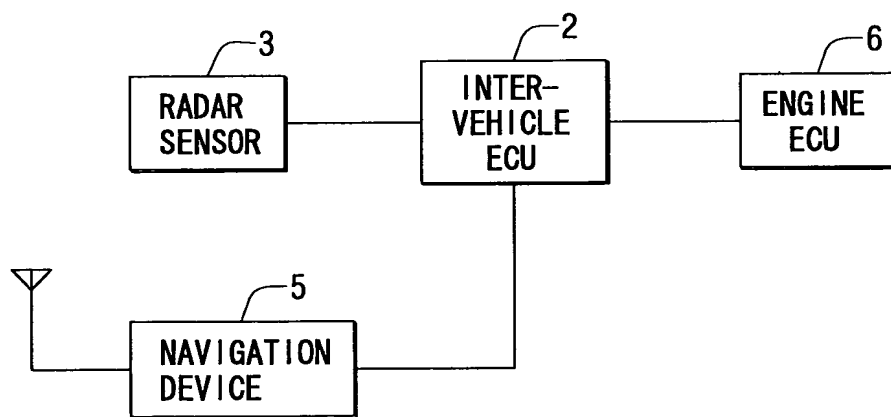 3
RADAR
SENSOR
2
INTER-
VEHICLE
ECU
6
ENGINE
ECU
5
NAVIGATION
DEVICE